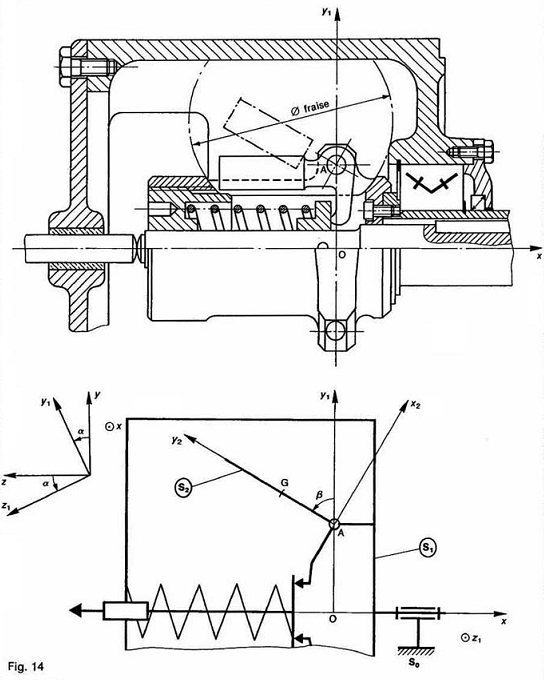 y₁
Ø fraise
A
O
x
y₁
y
x
α
z
α
z₁
y₁
x₂
y₂
G
β
S₂
A
S₁
O
x
z₁
S₀
Fig. 14